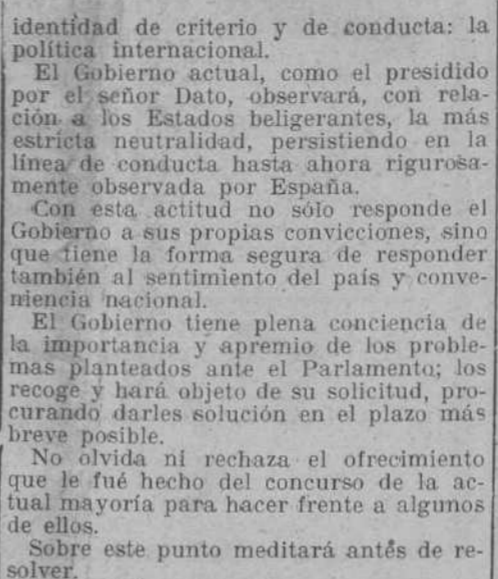 identidad de criterio y de conducta: la
política internacional.
El Gobierno actual, como el presidido
por el señor Dato, observará, con rela-
ción a los Estados beligerantes, la más
estricta neutralidad, persistiendo en la
línea de conducta hasta ahora rigurosa-
mente observada por España.
Con esta actitud no sólo responde el
Gobierno a sus propias convicciones, sino
que tiene la forma segura de responder
también al sentimiento del país y conve-
niencia nacional.
El Gobierno tiene plena conciencia de
la importancia y apremio de los proble-
mas planteados ante el Parlamento; los
recoge y hará objeto de su solicitud, pro-
curando darles solución en el plazo más
breve posible.
No olvida ni rechaza el ofrecimiento
que le fué hecho del concurso de la ac-
tual mayoría para hacer frente a algunos
de ellos.
Sobre este punto meditará antes de re-
solver.